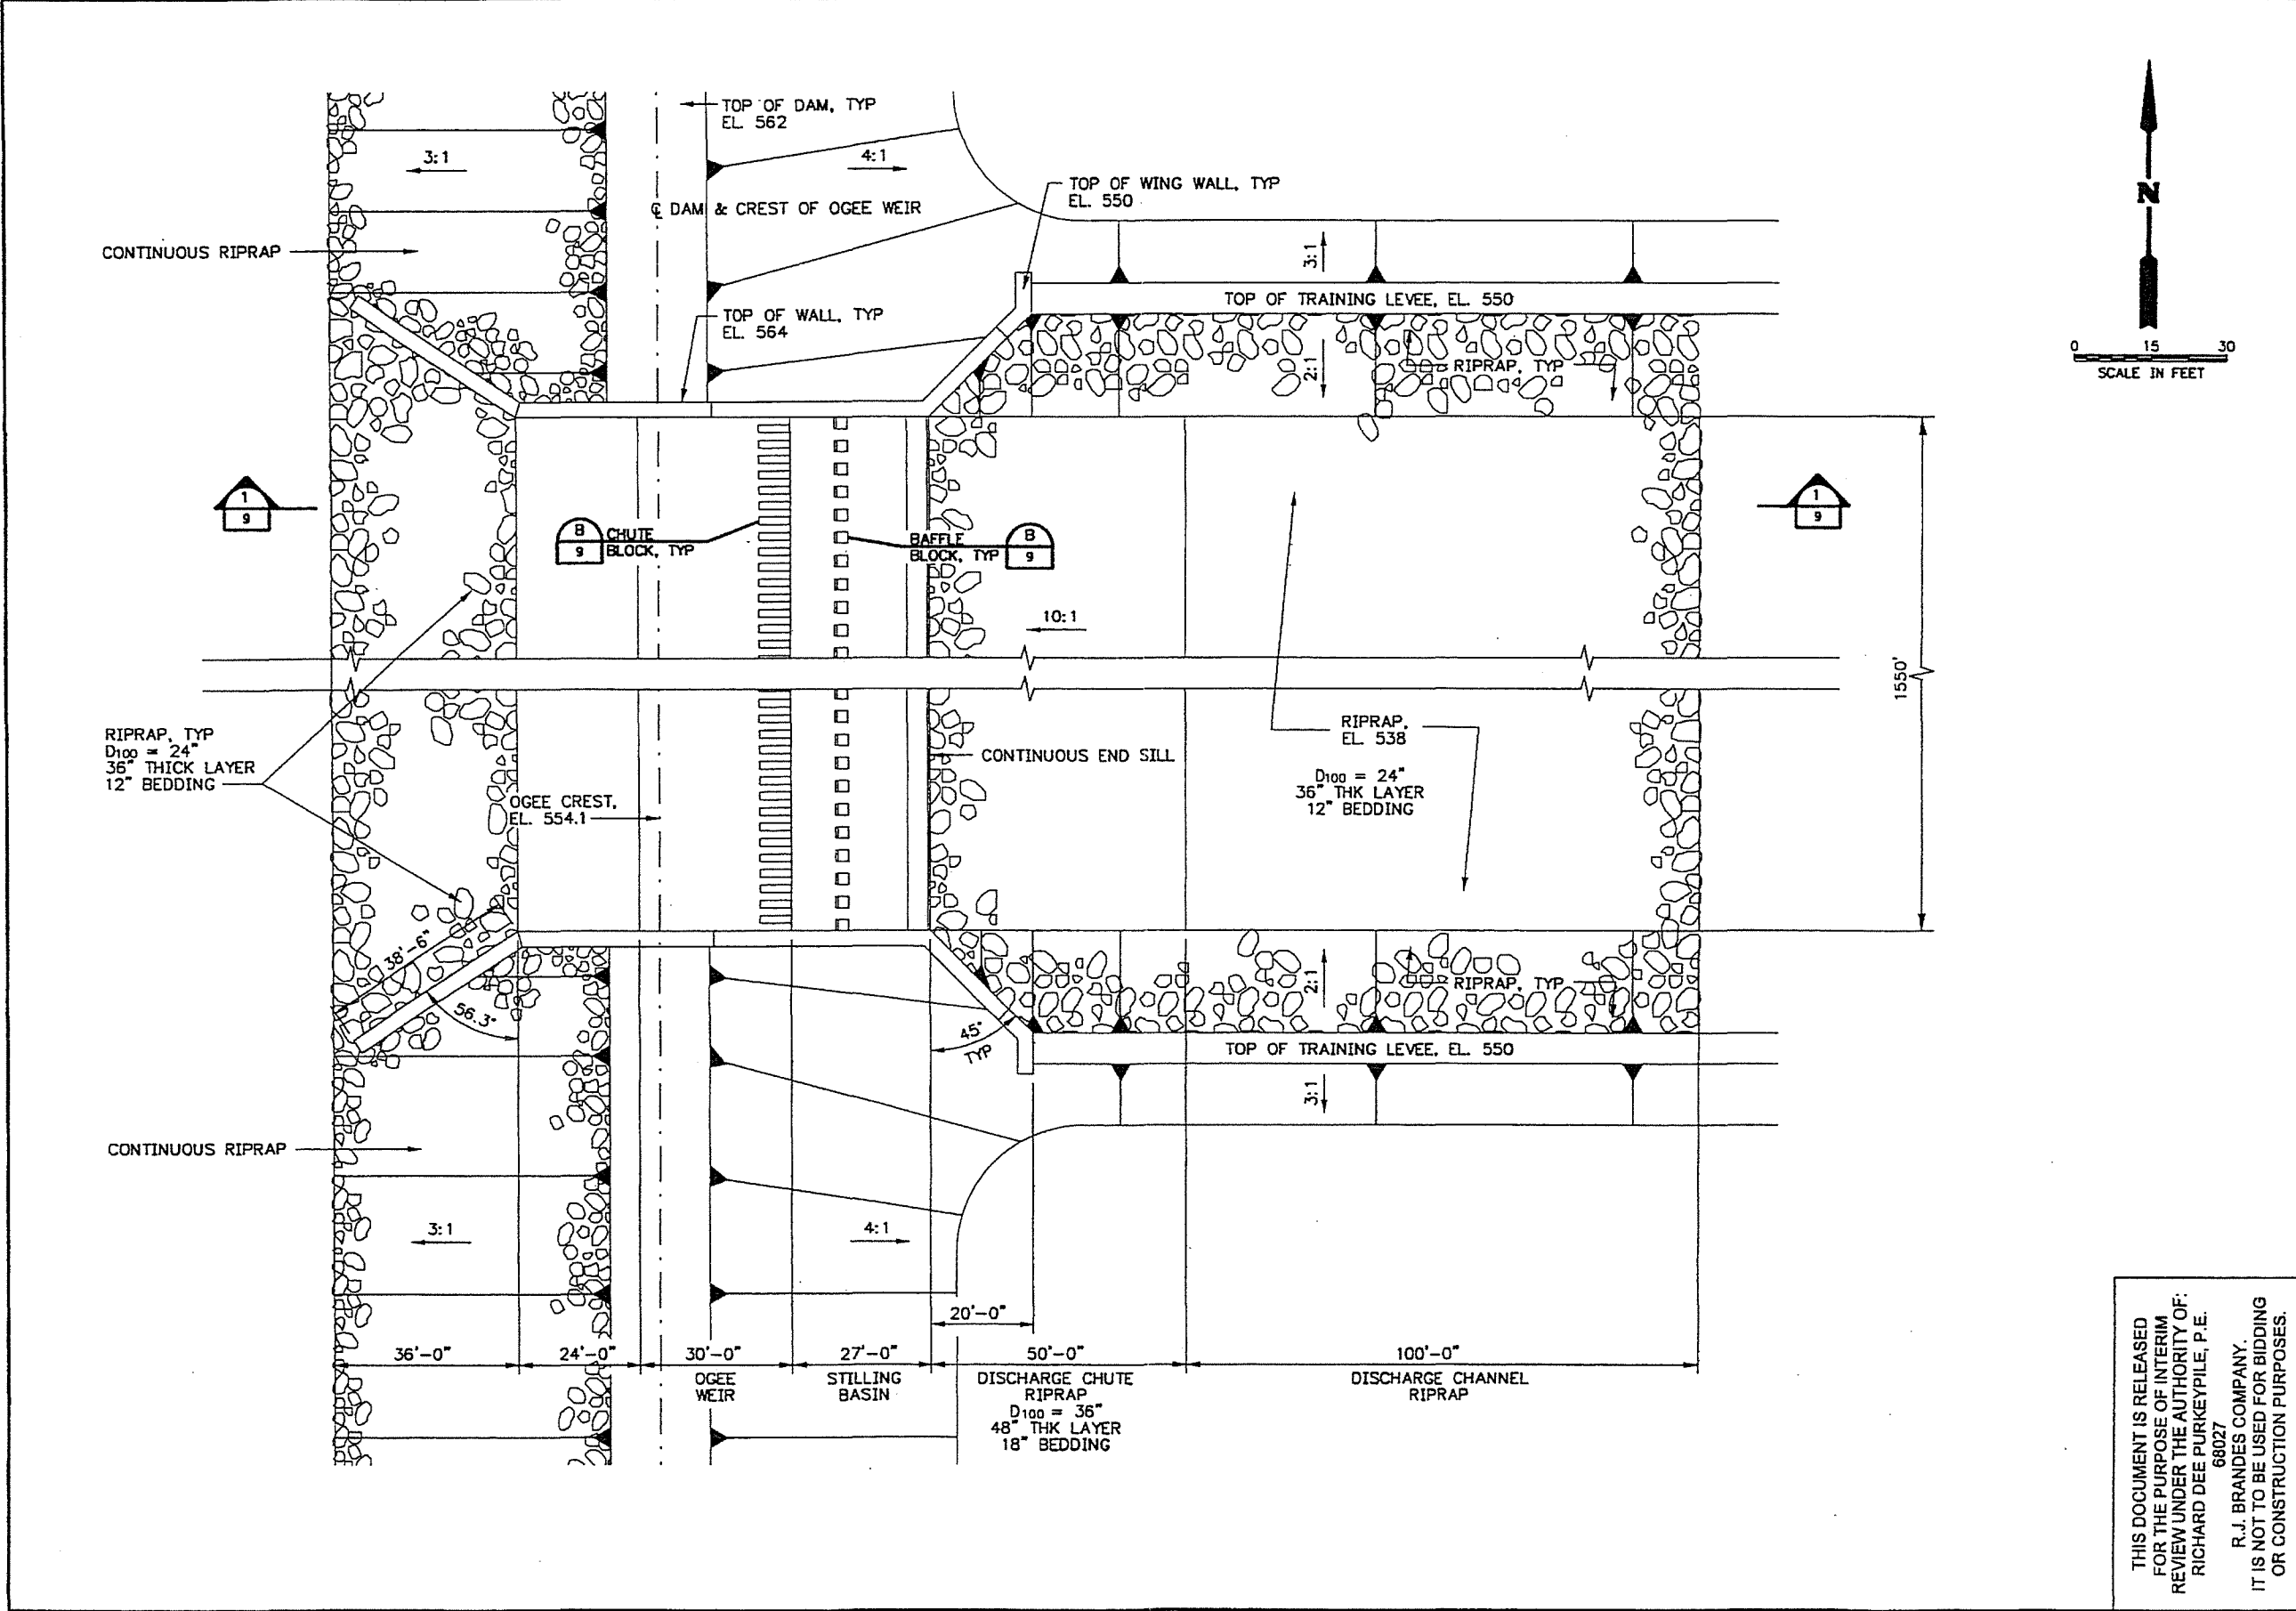 TOP OF DAM, TYP
EL. 562
3:1
4:1
TOP OF WING WALL, TYP
EL. 550
N
℄ DAM & CREST OF OGEE WEIR
CONTINUOUS RIPRAP
3:1
TOP OF TRAINING LEVEE, EL. 550
TOP OF WALL, TYP
EL. 564
0 15 30
SCALE IN FEET
2:1
RIPRAP, TYP
1
9
1
9
B
9
CHUTE
BLOCK, TYP
BAFFLE
BLOCK, TYP
B
9
10:1
1550'
RIPRAP, TYP
D100 = 24"
36" THICK LAYER
12" BEDDING
RIPRAP,
EL. 538
D100 = 24"
36" THK LAYER
12" BEDDING
CONTINUOUS END SILL
OGEE CREST,
EL. 554.1
38'-6"
56.3°
45°
TYP
2:1
RIPRAP, TYP
TOP OF TRAINING LEVEE, EL. 550
3:1
CONTINUOUS RIPRAP
3:1
4:1
20'-0"
36'-0"
24'-0"
30'-0"
27'-0"
50'-0"
100'-0"
OGEE
WEIR
STILLING
BASIN
DISCHARGE CHUTE
RIPRAP
D100 = 36"
48" THK LAYER
18" BEDDING
DISCHARGE CHANNEL
RIPRAP
THIS DOCUMENT IS RELEASED
FOR THE PURPOSE OF INTERIM
REVIEW UNDER THE AUTHORITY OF:
RICHARD DEE PURKEYPILE, P.E.
68027
R.J. BRANDES COMPANY.
IT IS NOT TO BE USED FOR BIDDING
OR CONSTRUCTION PURPOSES.